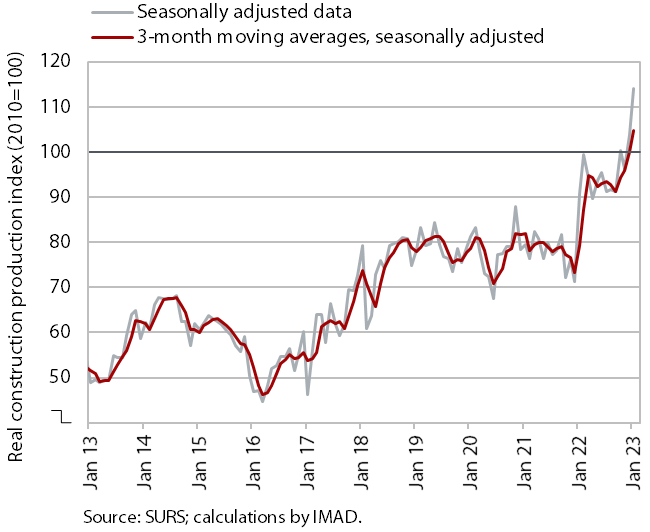 Seasonally adjusted data
3-month moving averages, seasonally adjusted
Real construction production index (2010=100)
120
110
100
90
80
70
60
50
Jan 13
Jan 14
Jan 15
Jan 16
Jan 17
Jan 18
Jan 19
Jan 20
Jan 21
Jan 22
Jan 23
Source: SURS; calculations by IMAD.